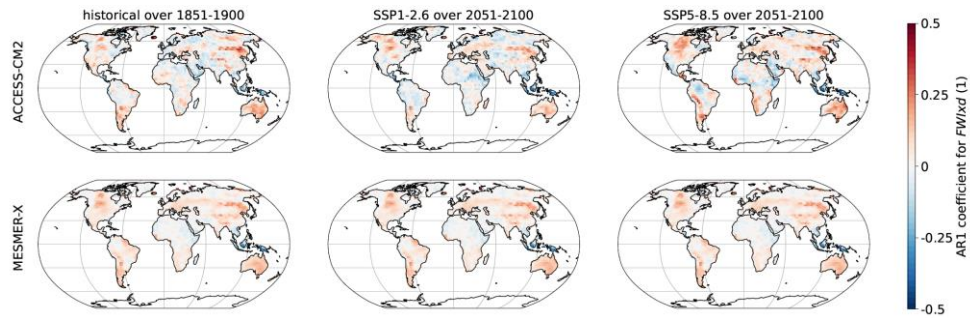 historical over 1851-1900
SSP1-2.6 over 2051-2100
SSP5-8.5 over 2051-2100
ACCESS-CM2
MESMER-X
0.5
0.25
0
-0.25
-0.5
AR1 coefficient for FWIxd (1)